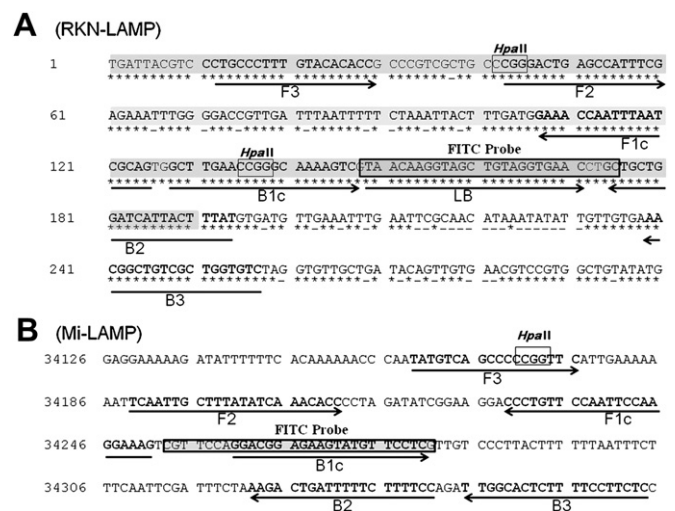 A (RKN-LAMP)
HpaII
1 TGATTACGTC CCTGCCCTTT GTACACACCG CCCGTCGCTG CCCGGGACTG AGCCATTTCG
F3 F2
61 AGAAATTTGG GGACCGTTGA TTTAATTTTT CTAAATTACT TTGATGGAAA CCAATTTAAT
HpaII FITC Probe F1c
121 CGCAGTGGCT TGAACCGGGC AAAAGTCGTA ACAAGGTAGC TGTAGGTGAAC CCTGCTGCTG
B1c LB
181 GATCATTACT TTATGTGATG TTGAAATTTG AATTCGCAAC ATAAATATAT TGTTGTGAAA
B2
241 CGGCTGTCGC TGGTGTCTAG GTGTTGCTGA TACAGTTGTG AACGTCCGTG GCTGTATATG
B3
B (Mi-LAMP)
HpaII
34126 GAGGAAAAAG ATATTTTTTC ACAAAAAACC CAATATGTCA GCCCCCCGGTTC ATTGAAAAA
F3
34186 AATTCAATTG CTTTATATCA AACACCCCTA GATATCGGAA GGACCCTGTT CCAATTCCAA
F2 F1c
FITC Probe
34246 GGAAAGTCGT TCCAGGACGG AGAAGTATGT TCCTCGTTGT CCCTTACTTT TTTAATTTCT
B1c
34306 TTCAATTCGA TTTCTAAAGA CTGATTTTTC TTTTCCAGAT TGGCACTCTT TTCCTTCTCC
B2 B3